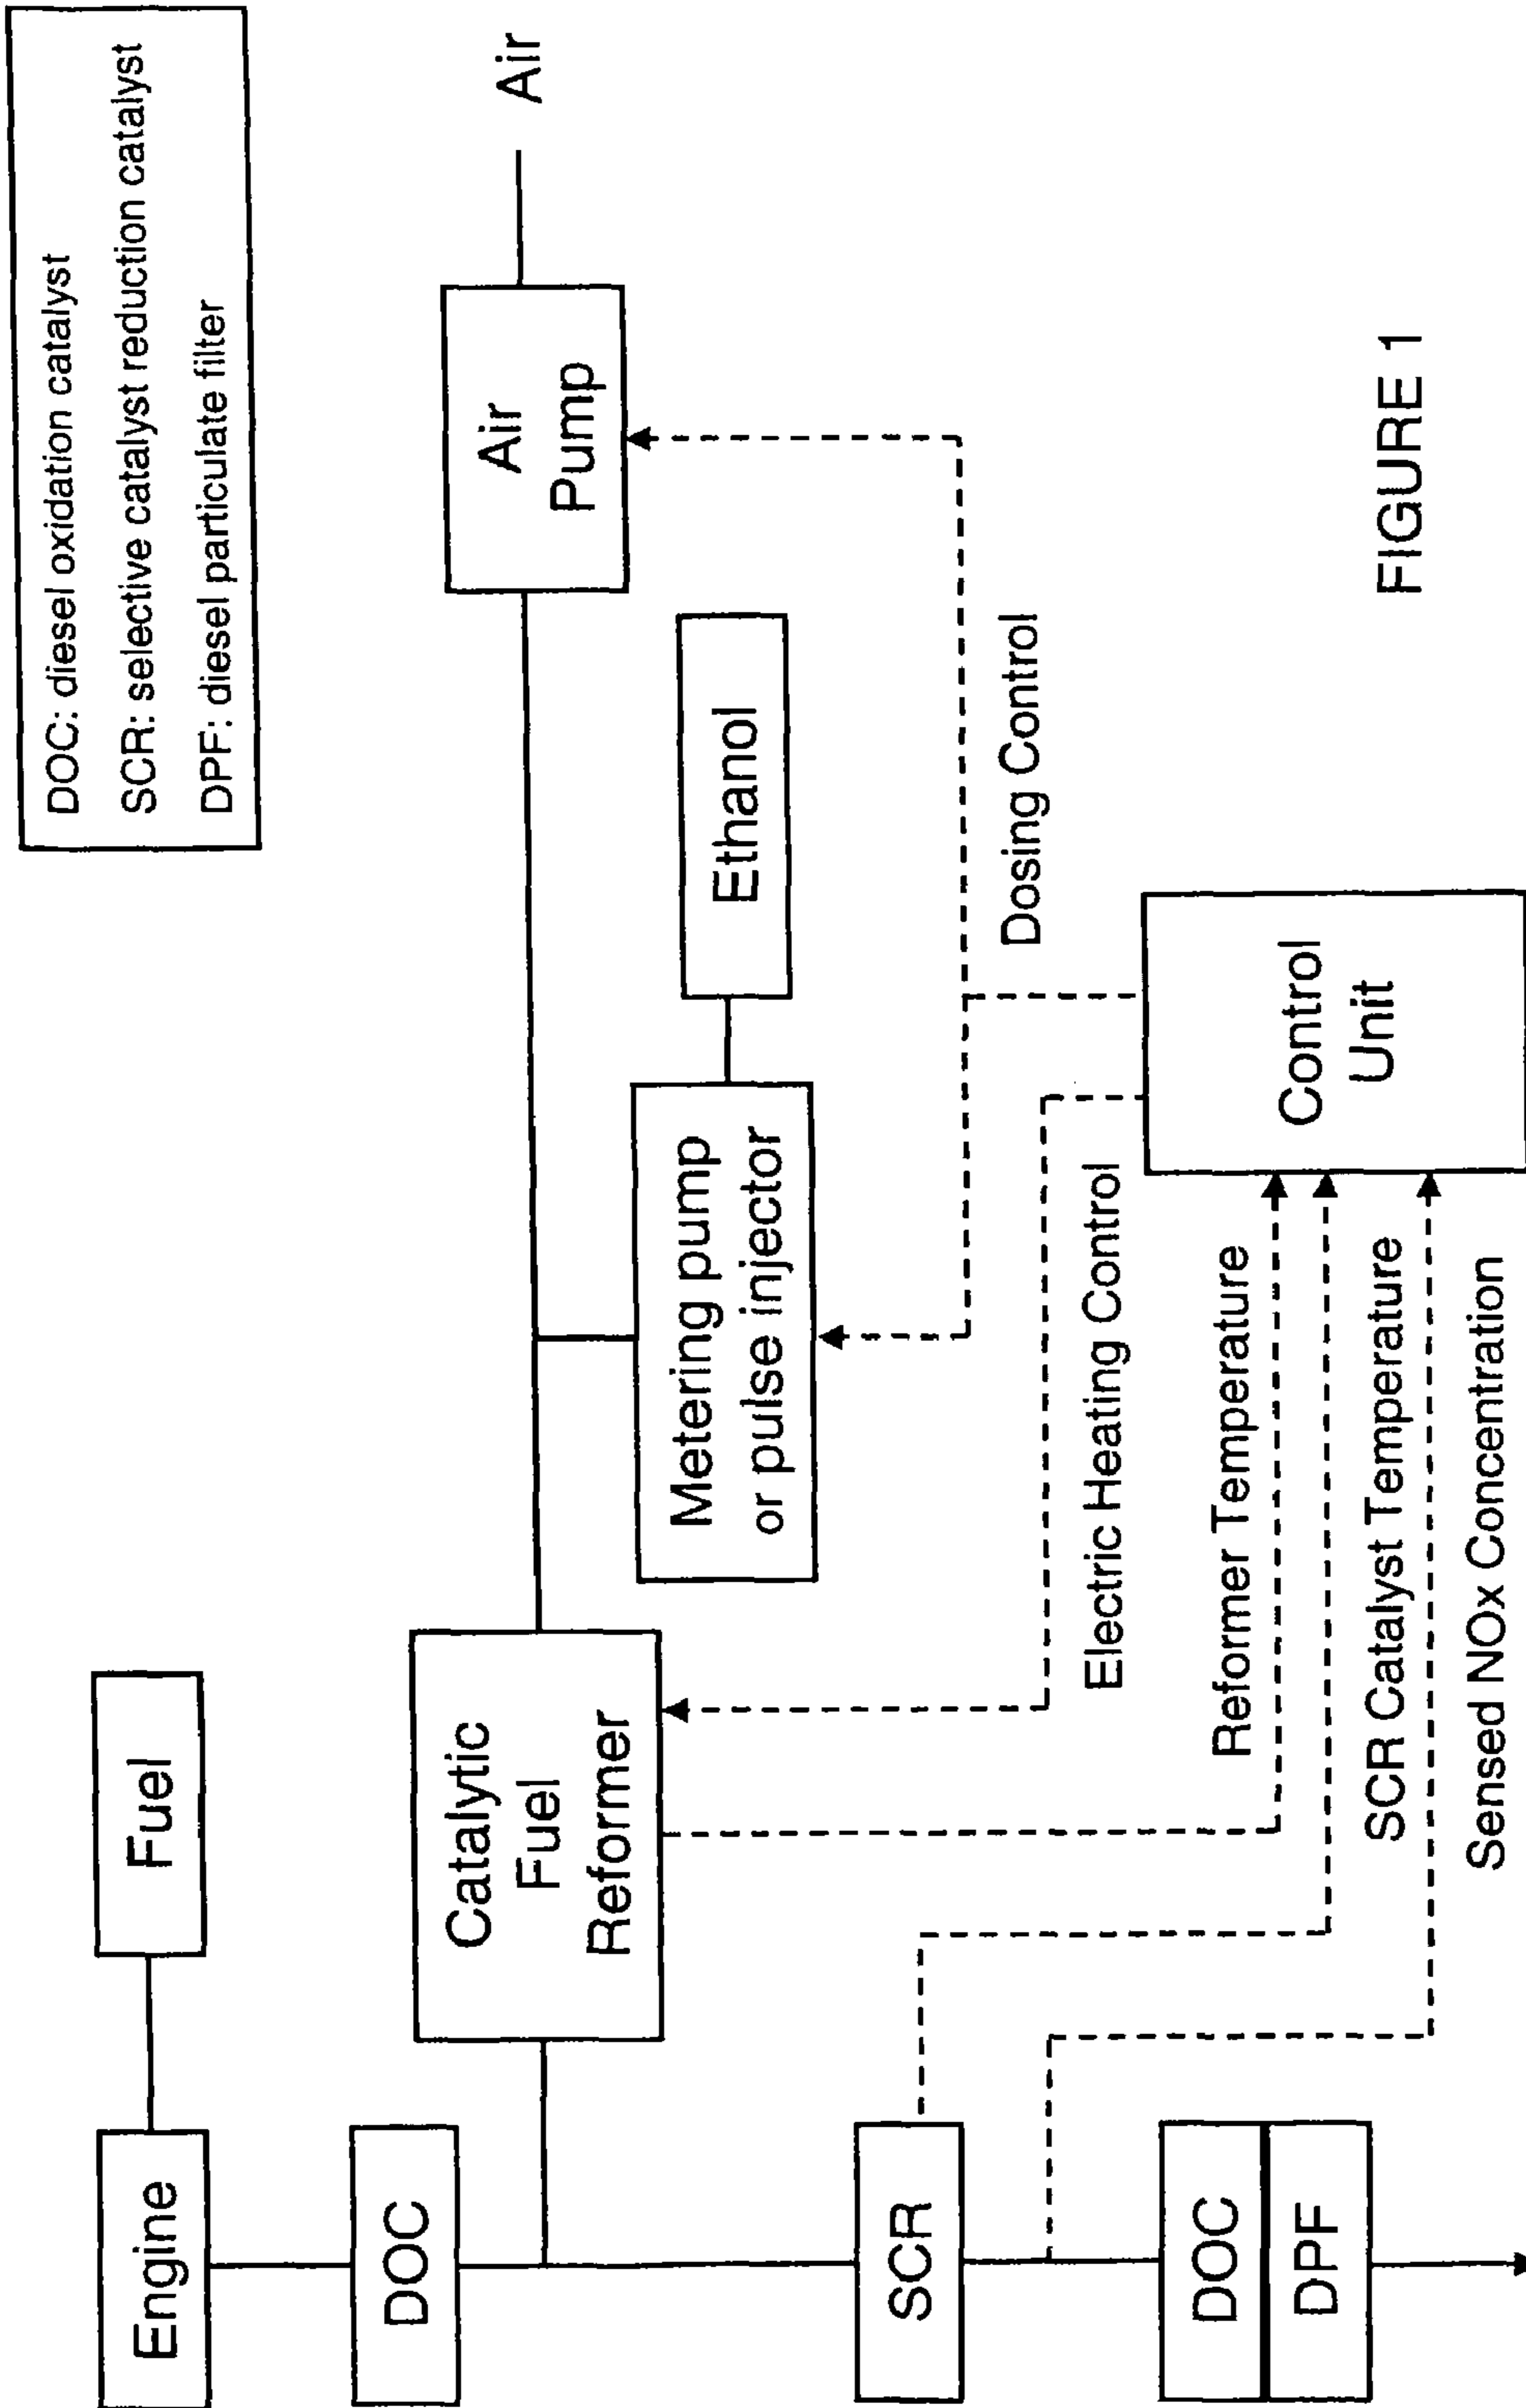 DOC: diesel oxidation catalyst
SCR: selective catalyst reduction catalyst
DPF: diesel particulate filter
Engine
Fuel
DOC
Catalytic
Fuel
Reformer
Air
Pump
Air
Metering pump
or pulse injector
Ethanol
SCR
Dosing Control
Electric Heating Control
Reformer Temperature
SCR Catalyst Temperature
Sensed NOx Concentration
Control
Unit
DOC
DPF
FIGURE 1